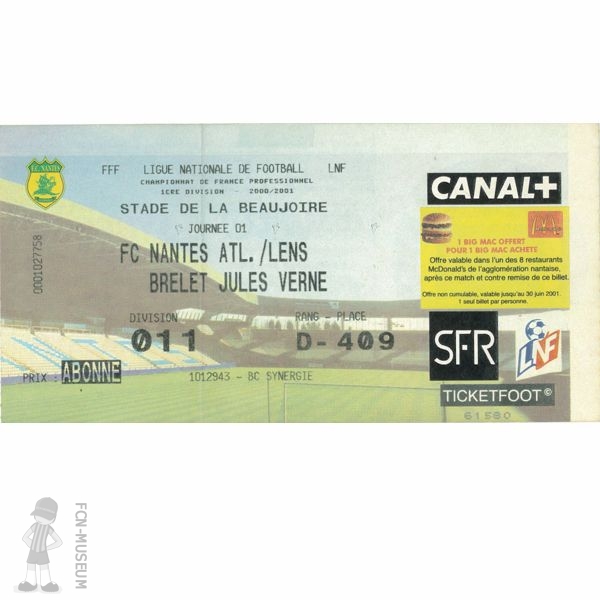 F.C. NANTES
FFF LIGUE NATIONALE DE FOOTBALL LNF
CHAMPIONNAT DE FRANCE PROFESSIONNEL
1ERE DIVISION - 2000/2001
STADE DE LA BEAUJOIRE
JOURNEE 01
FC NANTES ATL./LENS
BRELET JULES VERNE
DIVISION RANG - PLACE
011 D- 409
PRIX : ABONNE
1012943 - BC SYNERGIE
0001027758
CANAL+
1 BIG MAC OFFERT
POUR 1 BIG MAC ACHETE
Offre valable dans l'un des 8 restaurants
McDonald's de l'agglomération nantaise,
après ce match et contre remise de ce billet.
Offre non cumulable, valable jusqu'au 30 juin 2001.
1 seul billet par personne.
SFR
LNF
TICKETFOOT ©
61580
FCN-MUSEUM